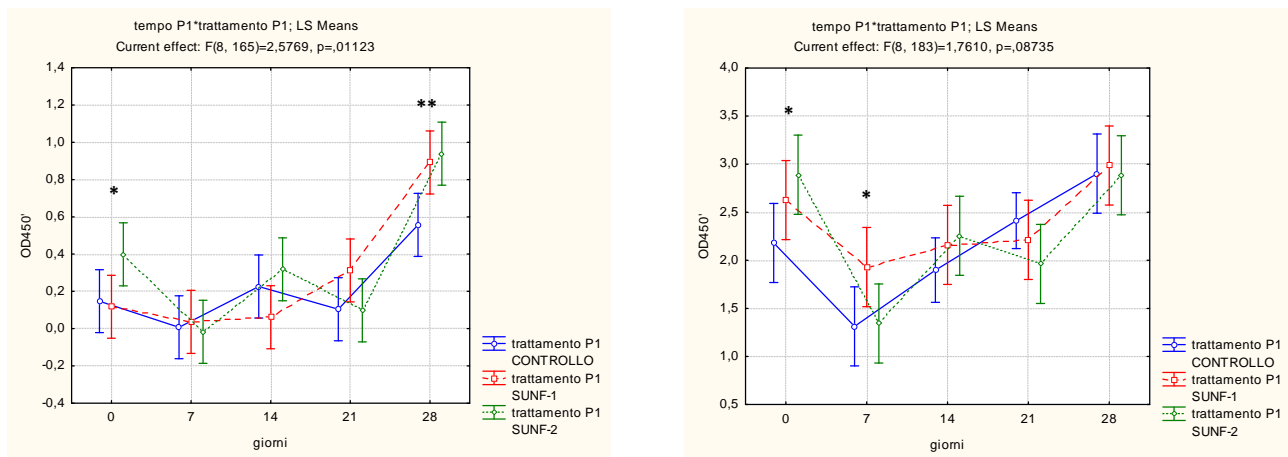 tempo P1*trattamento P1; LS Means
Current effect: F(8, 165)=2,5769, p=,01123
1,4
1,2
1,0
0,8
0,6
0,4
0,2
0,0
-0,2
-0,4
OD450'
*
**
0 7 14 21 28
giorni
trattamento P1
CONTROLLO
trattamento P1
SUNF-1
trattamento P1
SUNF-2
tempo P1*trattamento P1; LS Means
Current effect: F(8, 183)=1,7610, p=,08735
4,0
3,5
3,0
2,5
2,0
1,5
1,0
0,5
OD450'
*
*
0 7 14 21 28
giorni
trattamento P1
CONTROLLO
trattamento P1
SUNF-1
trattamento P1
SUNF-2